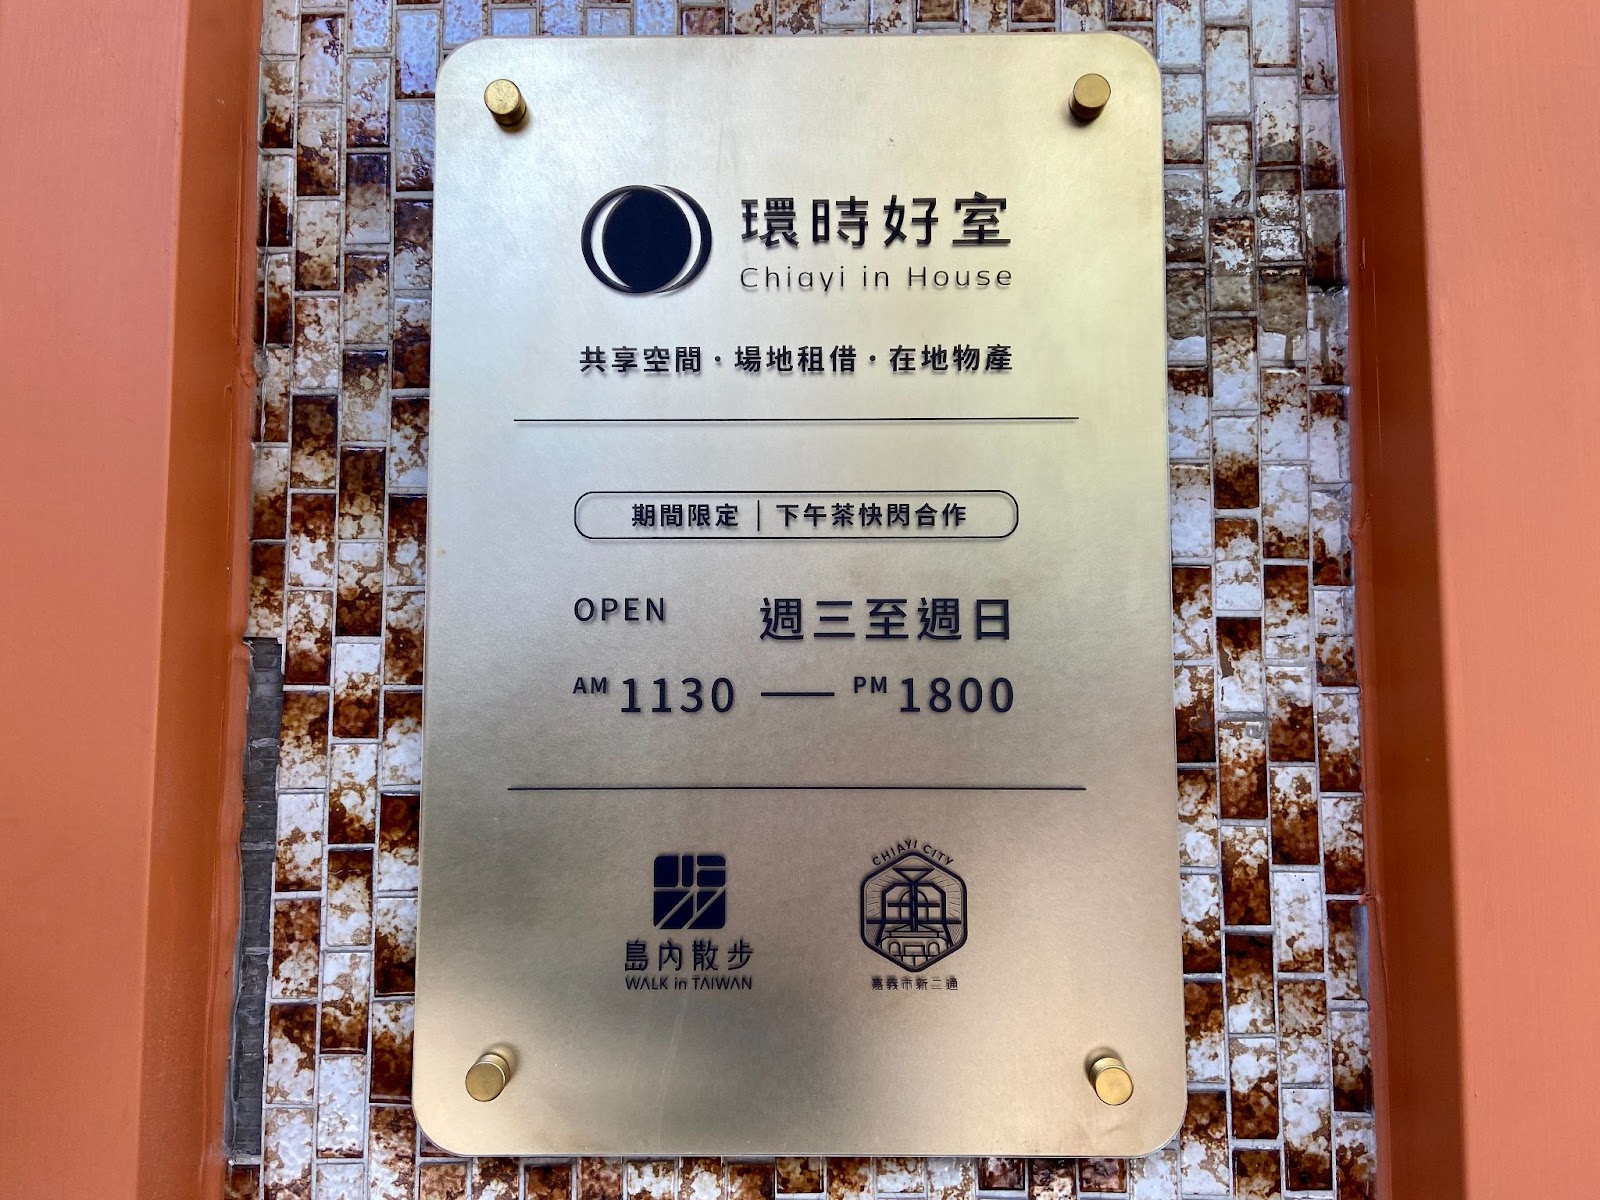 環時好室
Chiayi in House
共享空間・場地租借・在地物產
期間限定｜下午茶快閃合作
OPEN 週三至週日
AM 1130 — PM 1800
CHIAYI CITY
島內散步
WALK in TAIWAN
嘉義市新二通